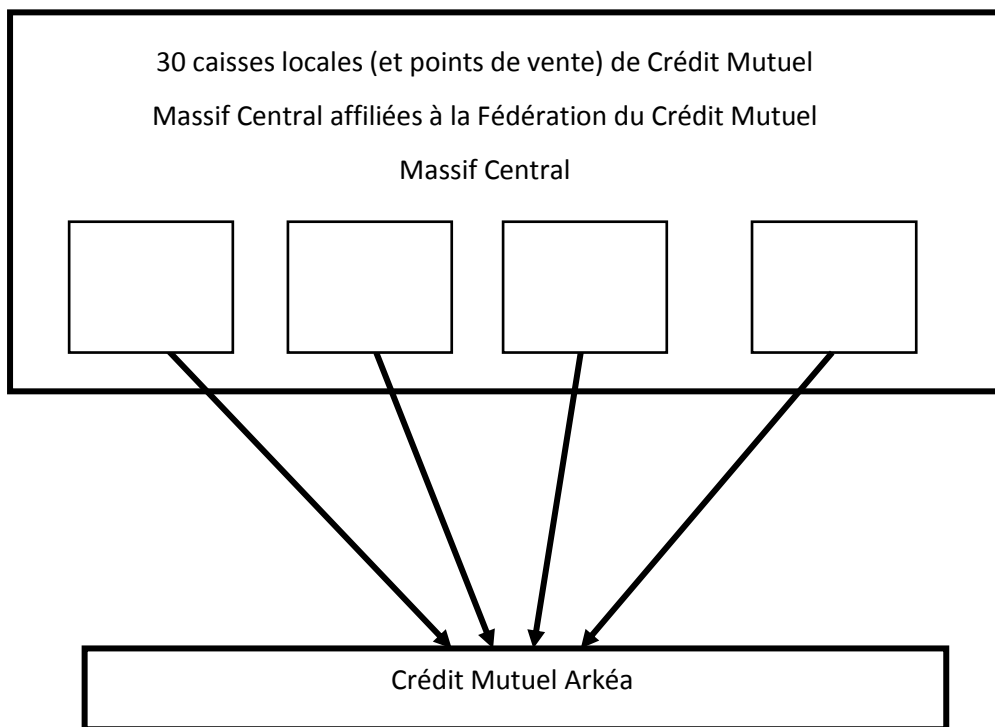 30 caisses locales (et points de vente) de Crédit Mutuel
Massif Central affiliées à la Fédération du Crédit Mutuel
Massif Central
Crédit Mutuel Arkéa